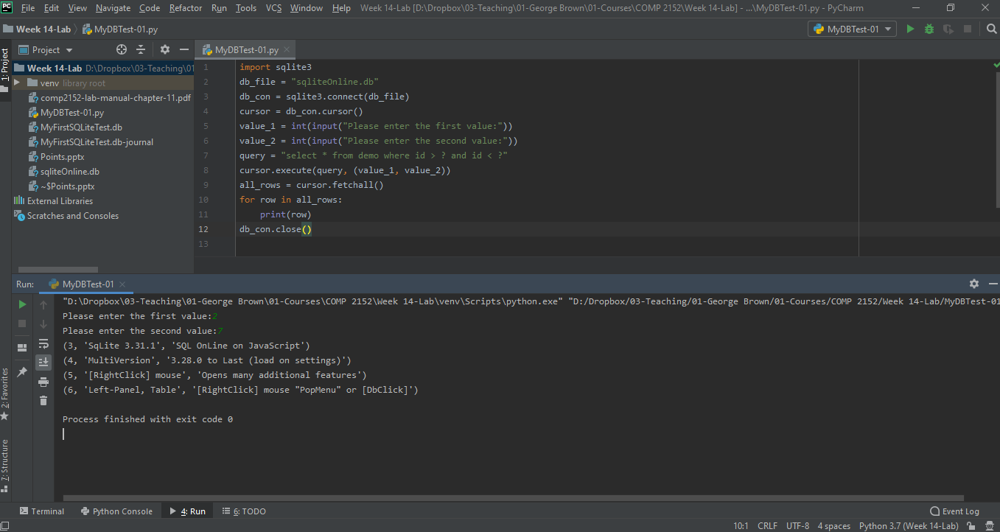 PC File Edit View Navigate Code Refactor Run Tools VCS Window Help Week 14-Lab [D:\Dropbox\03-Teaching\01-George Brown\01-Courses\COMP 2152\Week 14-Lab] - ...\MyDBTest-01.py - PyCharm
Week 14-Lab MyDBTest-01.py MyDBTest-01
1: Project
Project MyDBTest-01.py
Week 14-Lab D:\Dropbox\03-Teaching\01
venv library root
comp2152-lab-manual-chapter-11.pdf
MyDBTest-01.py
MyFirstSQLiteTest.db
MyFirstSQLiteTest.db-journal
Points.pptx
sqliteOnline.db
~$Points.pptx
External Libraries
Scratches and Consoles
1 import sqlite3
2 db_file = "sqliteOnline.db"
3 db_con = sqlite3.connect(db_file)
4 cursor = db_con.cursor()
5 value_1 = int(input("Please enter the first value:"))
6 value_2 = int(input("Please enter the second value:"))
7 query = "select * from demo where id > ? and id < ?"
8 cursor.execute(query, (value_1, value_2))
9 all_rows = cursor.fetchall()
10 for row in all_rows:
11 print(row)
12 db_con.close()
13
Run: MyDBTest-01
"D:\Dropbox\03-Teaching\01-George Brown\01-Courses\COMP 2152\Week 14-Lab\venv\Scripts\python.exe" "D:/Dropbox/03-Teaching/01-George Brown/01-Courses/COMP 2152/Week 14-Lab/MyDBTest-01
Please enter the first value:2
Please enter the second value:7
(3, 'SqLite 3.31.1', 'SQL OnLine on JavaScript')
(4, 'MultiVersion', '3.28.0 to Last (load on settings)')
(5, '[RightClick] mouse', 'Opens many additional features')
(6, 'Left-Panel, Table', '[RightClick] mouse "PopMenu" or [DbClick]')
Process finished with exit code 0
2: Favorites
7: Structure
Terminal Python Console 4: Run 6: TODO Event Log
10:1 CRLF UTF-8 4 spaces Python 3.7 (Week 14-Lab)